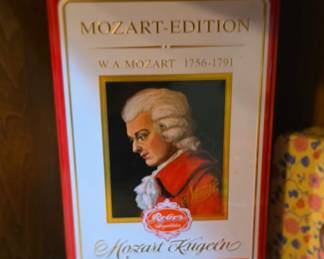 MOZART-EDITION
W.A. MOZART 1756-1791
Reber
Mozart Kugeln